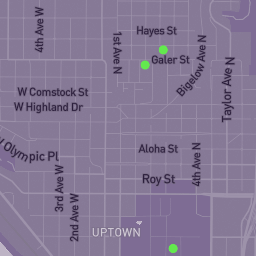 Hayes St
4th Ave W
1st Ave N
Galer St
Bigelow Ave N
Taylor Ave N
W Comstock St
W Highland Dr
Aloha St
4th Ave N
Olympic Pl
Roy St
3rd Ave W
2nd Ave W
UPTOWN